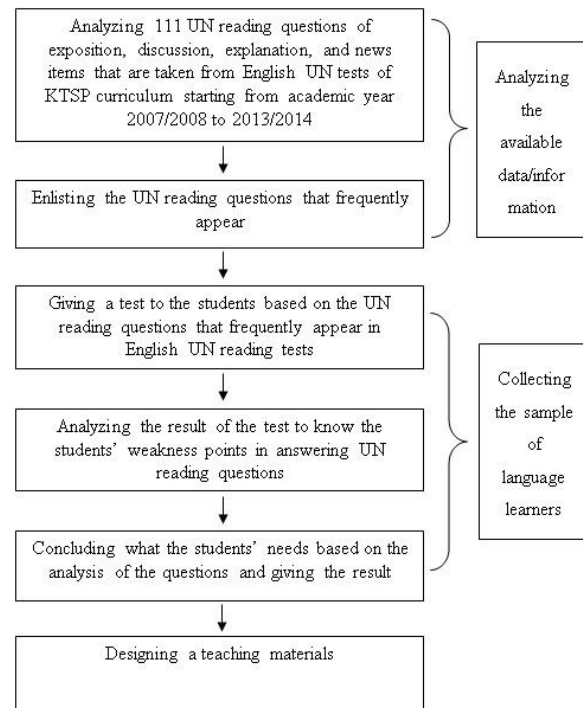 Analyzing 111 UN reading questions of
exposition, discussion, explanation, and news
items that are taken from English UN tests of
KTSP curriculum starting from academic year
2007/2008 to 2013/2014
Analyzing
the
available
data/infor
mation
Enlisting the UN reading questions that frequently
appear
Giving a test to the students based on the UN
reading questions that frequently appear in
English UN reading tests
Analyzing the result of the test to know the
students’ weakness points in answering UN
reading questions
Collecting
the sample
of
language
learners
Concluding what the students’ needs based on the
analysis of the questions and giving the result
Designing a teaching materials